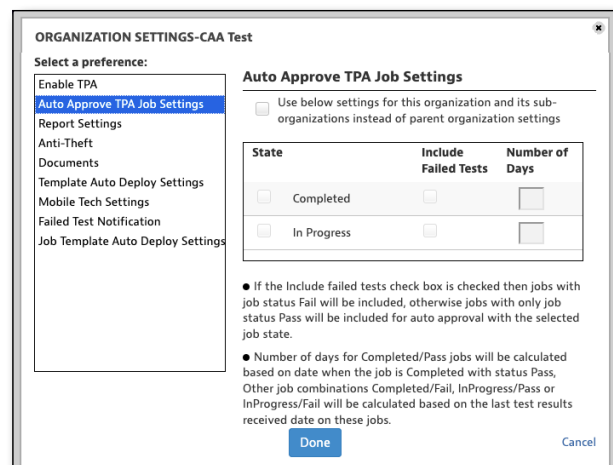 ORGANIZATION SETTINGS-CAA Test
Select a preference:
Enable TPA
Auto Approve TPA Job Settings
Report Settings
Anti-Theft
Documents
Template Auto Deploy Settings
Mobile Tech Settings
Failed Test Notification
Job Template Auto Deploy Settings
Auto Approve TPA Job Settings
Use below settings for this organization and its sub-
organizations instead of parent organization settings
State Include Number of
Failed Tests Days
Completed
In Progress
● If the Include failed tests check box is checked then jobs with
job status Fail will be included, otherwise jobs with only job
status Pass will be included for auto approval with the selected
job state.
● Number of days for Completed/Pass jobs will be calculated
based on date when the job is Completed with status Pass,
Other job combinations Completed/Fail, InProgress/Pass or
InProgress/Fail will be calculated based on the last test results
received date on these jobs.
Done
Cancel